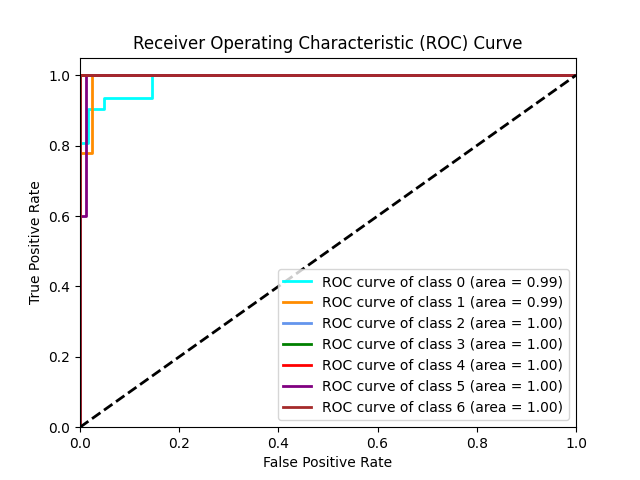 Receiver Operating Characteristic (ROC) Curve
1.0
0.8
0.6
0.4
0.2
0.0
True Positive Rate
ROC curve of class 0 (area = 0.99)
ROC curve of class 1 (area = 0.99)
ROC curve of class 2 (area = 1.00)
ROC curve of class 3 (area = 1.00)
ROC curve of class 4 (area = 1.00)
ROC curve of class 5 (area = 1.00)
ROC curve of class 6 (area = 1.00)
0.0 0.2 0.4 0.6 0.8 1.0
False Positive Rate